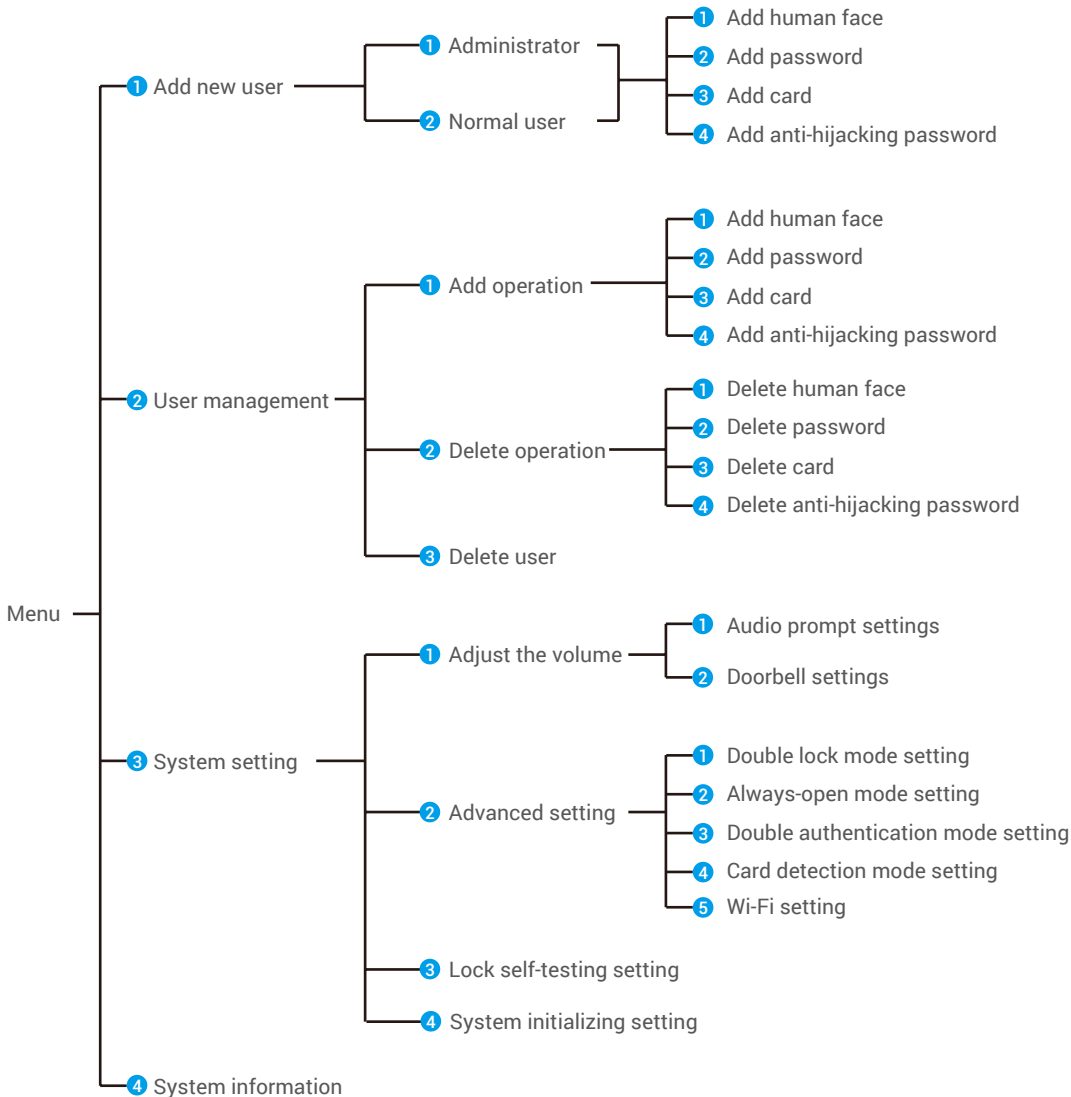 Menu
1 Add new user
1 Administrator
2 Normal user
1 Add human face
2 Add password
3 Add card
4 Add anti-hijacking password
2 User management
1 Add operation
1 Add human face
2 Add password
3 Add card
4 Add anti-hijacking password
2 Delete operation
1 Delete human face
2 Delete password
3 Delete card
4 Delete anti-hijacking password
3 Delete user
3 System setting
1 Adjust the volume
1 Audio prompt settings
2 Doorbell settings
2 Advanced setting
1 Double lock mode setting
2 Always-open mode setting
3 Double authentication mode setting
4 Card detection mode setting
5 Wi-Fi setting
3 Lock self-testing setting
4 System initializing setting
4 System information